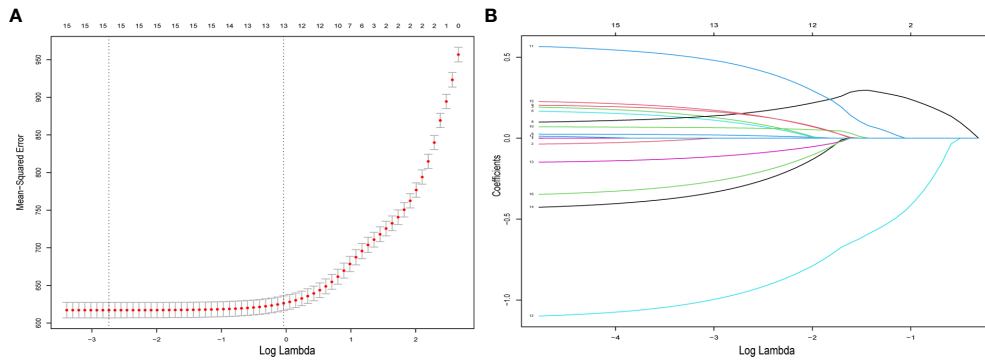 A
15 15 15 15 15 15 15 15 15 14 13 13 13 12 12 10 7 6 3 2 2 2 2 1 0
Mean-Squared Error
950
900
850
800
750
700
650
600
−3 −2 −1 0 1 2
Log Lambda
B
15 13 12 2
Coefficients
0.5
0.0
−0.5
−1.0
−4 −3 −2 −1
Log Lambda